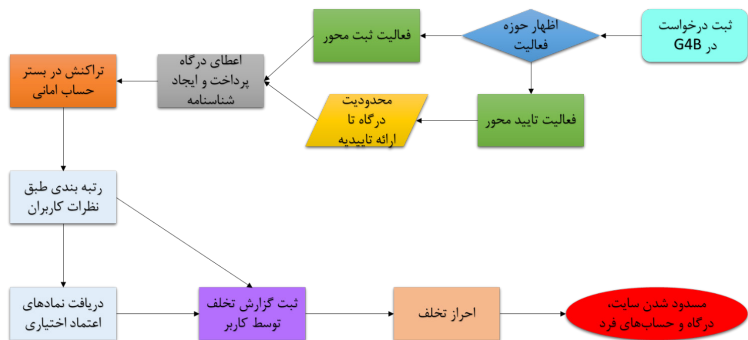 ثبت درخواست
در G4B
اظهار حوزه
فعالیت
فعالیت ثبت محور
فعالیت تایید محور
محدودیت
درگاه تا
ارائه تاییدیه
اعطای درگاه
پرداخت و ایجاد
شناسنامه
تراکنش در بستر
حساب امانی
رتبه بندی طبق
نظرات کاربران
دریافت نمادهای
اعتماد اختیاری
ثبت گزارش تخلف
توسط کاربر
احراز تخلف
مسدود شدن سایت،
درگاه و حساب‌های فرد